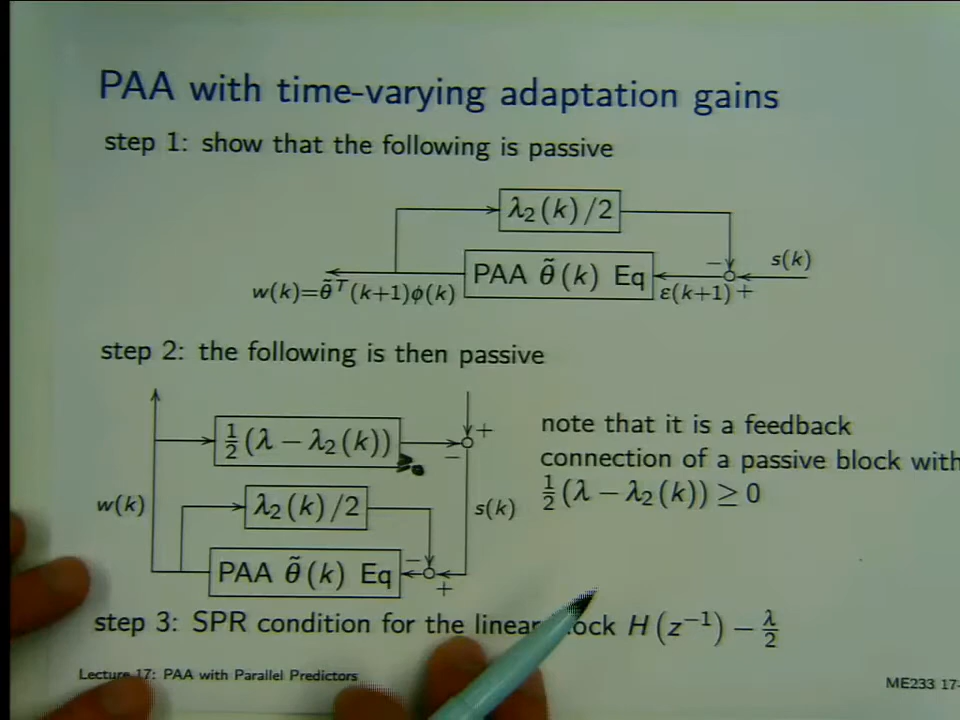 PAA with time-varying adaptation gains
step 1: show that the following is passive
λ₂(k)/2
PAA θ̃(k) Eq
− s(k)
w(k)=θ̃ᵀ(k+1)ϕ(k)
ε(k+1) +
step 2: the following is then passive
½(λ − λ₂(k))
+
−
note that it is a feedback
connection of a passive block with
½(λ − λ₂(k)) ≥ 0
w(k)
λ₂(k)/2
s(k)
PAA θ̃(k) Eq
−
+
step 3: SPR condition for the linear block H(z⁻¹) − λ/2
Lecture 17: PAA with Parallel Predictors
ME233 17-